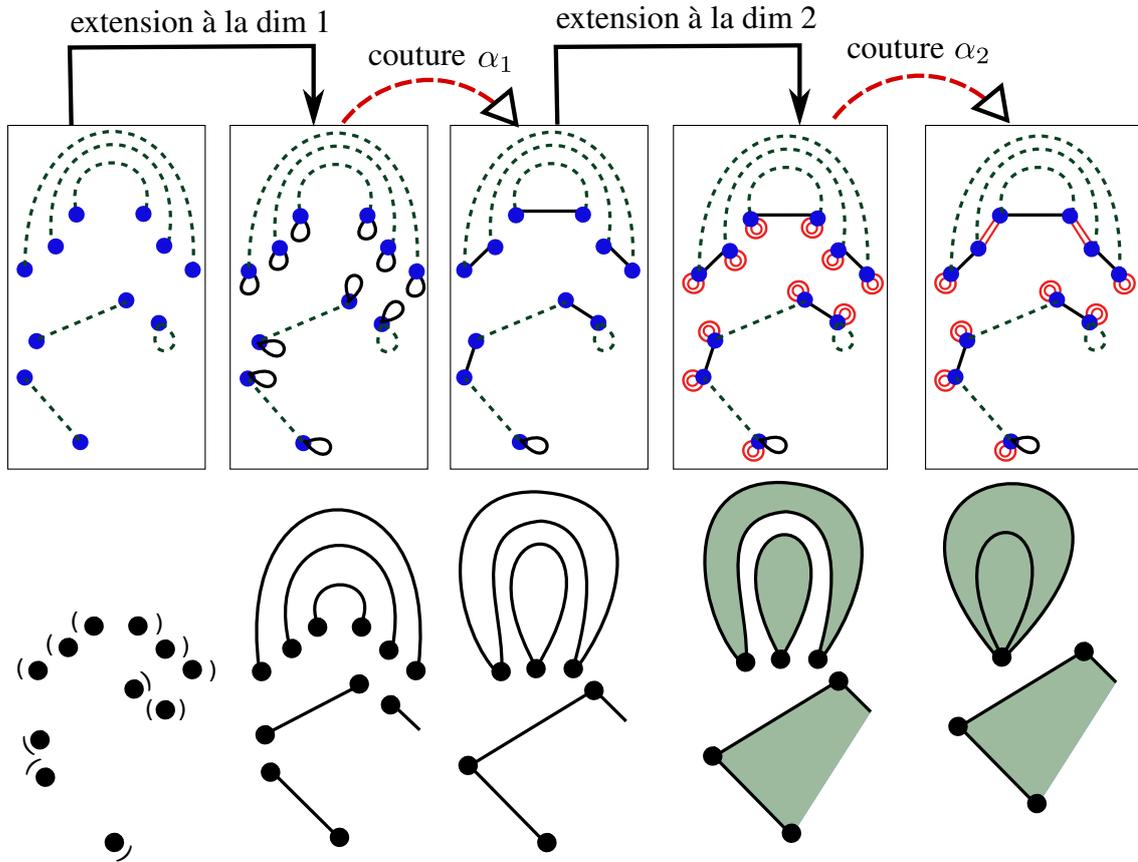 extension à la dim 1
couture α₁
extension à la dim 2
couture α₂